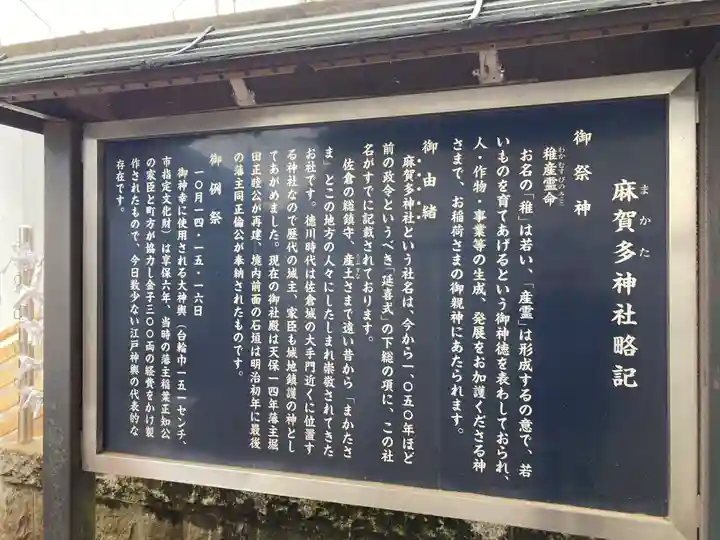 麻賀多神社略記
まかた
御祭神
稚産霊命
わかむすびのみこと
お名の「稚」は若い、「産霊」は形成するの意で、若
いものを育てあげるという御神徳を表わしておられ、
人・作物・事業等の生成、発展をお加護くださる神
さまで、お稲荷さまの御親神にあたられます。
御由緒
麻賀多神社という社名は、今から一、〇五〇年ほど
前の政令というべき「延喜式」の下総の項に、この社
名がすでに記載されております。
佐倉の総鎮守、産土さまで遠い昔から「まかたさ
うぶすな
ま」とこの地方の人々にしたしまれ崇敬されてきた
お社です。徳川時代は佐倉城の大手門近くに位置す
る神社なので歴代の城主、家臣も城地鎮護の神とし
てあがめました。現在の御社殿は天保一四年藩主堀
田正睦公が再建、境内前面の石垣は明治初年に最後
の藩主同正倫公が奉納されたものです。
御例祭
一〇月一四・一五・一六日
御神幸に使用される大神輿(台輪巾一五一センチ、
市指定文化財)は享保六年、当時の藩主稲葉正知公
の家臣と町方が協力し金子三〇〇両の経費をかけ製
作されたもので、今日数少ない江戸神輿の代表的な
存在です。